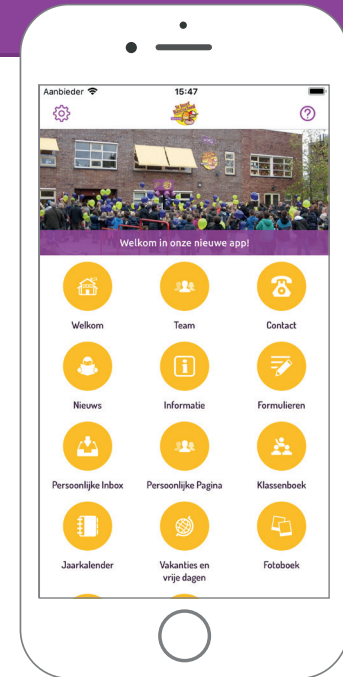 Aanbieder 15:47
Welkom in onze nieuwe app!
Welkom Team Contact
Nieuws Informatie Formulieren
Persoonlijke Inbox Persoonlijke Pagina Klassenboek
Jaarkalender Vakanties en vrije dagen Fotoboek